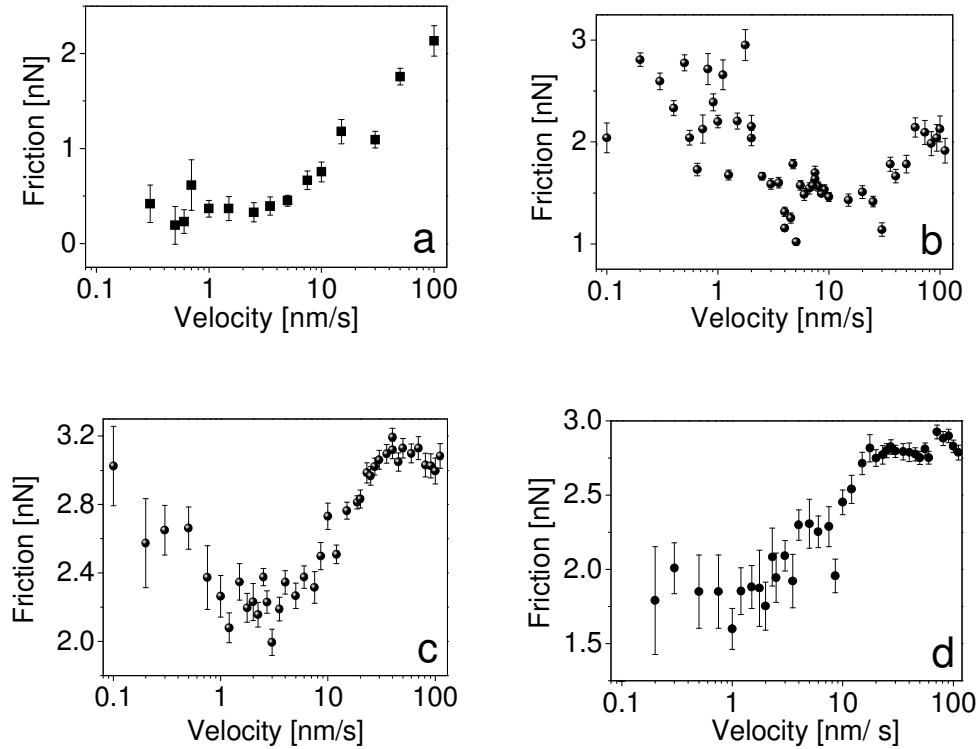 2
1
0
Friction [nN]
a
0.1 1 10 100
Velocity [nm/s]
3
2
1
Friction [nN]
b
0.1 1 10 100
Velocity [nm/s]
3.2
2.8
2.4
2.0
Friction [nN]
c
0.1 1 10 100
Velocity [nm/s]
3.0
2.5
2.0
1.5
Friction [nN]
d
0.1 1 10 100
Velocity [nm/ s]